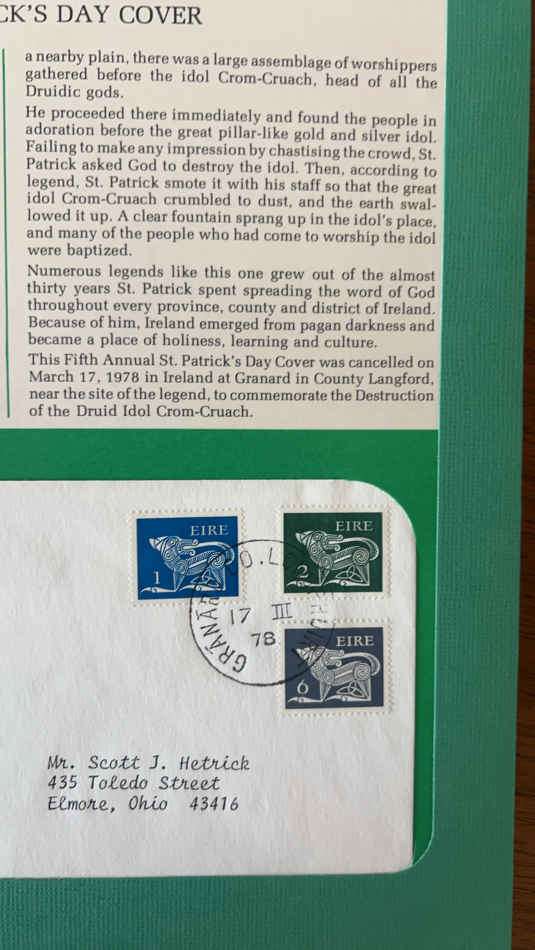 CK'S DAY COVER
a nearby plain, there was a large assemblage of worshippers
gathered before the idol Crom-Cruach, head of all the
Druidic gods.
He proceeded there immediately and found the people in
adoration before the great pillar-like gold and silver idol.
Failing to make any impression by chastising the crowd, St.
Patrick asked God to destroy the idol. Then, according to
legend, St. Patrick smote it with his staff so that the great
idol Crom-Cruach crumbled to dust, and the earth swal-
lowed it up. A clear fountain sprang up in the idol's place,
and many of the people who had come to worship the idol
were baptized.
Numerous legends like this one grew out of the almost
thirty years St. Patrick spent spreading the word of God
throughout every province, county and district of Ireland.
Because of him, Ireland emerged from pagan darkness and
became a place of holiness, learning and culture.
This Fifth Annual St. Patrick's Day Cover was cancelled on
March 17, 1978 in Ireland at Granard in County Langford,
near the site of the legend, to commemorate the Destruction
of the Druid Idol Crom-Cruach.
EIRE
1
EIRE
2
GRÁNARD CO.
17 III
78
EIRE
6
Mr. Scott J. Hetrick
435 Toledo Street
Elmore, Ohio 43416